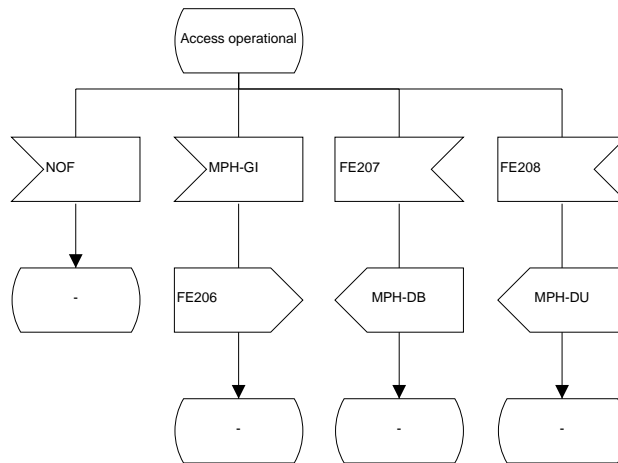 Access operational
NOF
MPH-GI
FE207
FE208
-
FE206
MPH-DB
MPH-DU
-
-
-